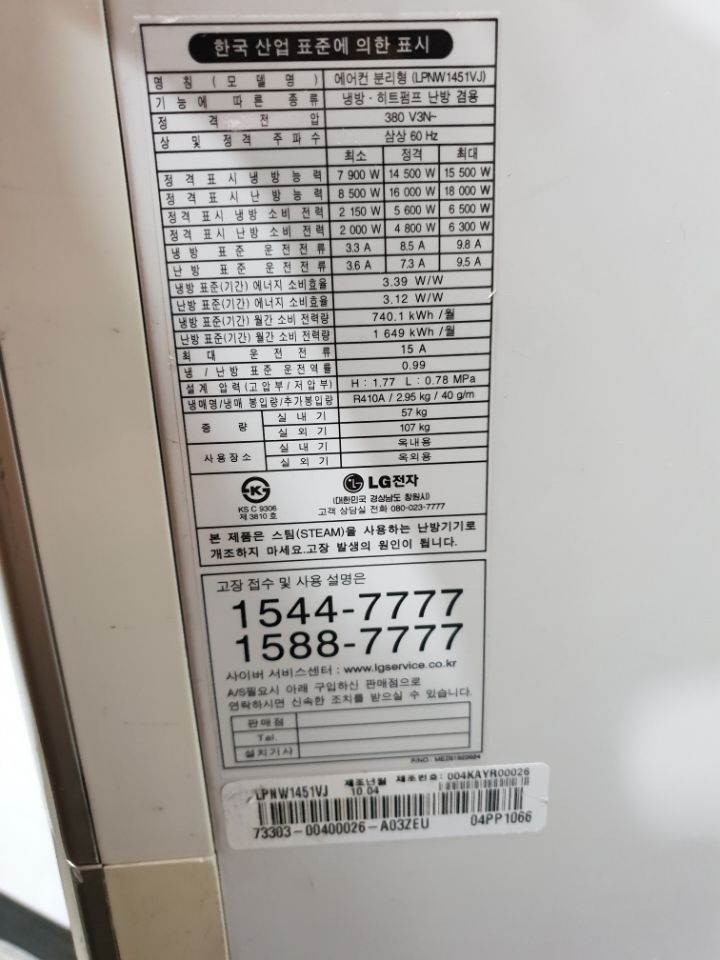 한국 산업 표준에 의한 표시
명 칭 ( 모 델 명 ) 에어컨 분리형 (LPNW1451VJ)
기 능 에 따 른 종 류 냉방 · 히트펌프 난방 겸용
정 격 전 압 380 V3N~
상 및 정 격 주 파 수 삼상 60 Hz
최소 정격 최대
정격 표시 냉방 능력 7 900 W 14 500 W 15 500 W
정격 표시 난방 능력 8 500 W 16 000 W 18 000 W
정격 표시 냉방 소비 전력 2 150 W 5 600 W 6 500 W
정격 표시 난방 소비 전력 2 000 W 4 800 W 6 300 W
냉 방 표 준 운 전 전 류 3.3 A 8.5 A 9.8 A
난 방 표 준 운 전 전 류 3.6 A 7.3 A 9.5 A
냉방 표준(기간) 에너지 소비효율 3.39 W/W
난방 표준(기간) 에너지 소비효율 3.12 W/W
냉방 표준(기간) 월간 소비 전력량 740.1 kWh /월
난방 표준(기간) 월간 소비 전력량 1 649 kWh /월
최 대 운 전 전 류 15 A
냉 / 난방 표준 운전역률 0.99
설계 압력 (고압부 / 저압부) H : 1.77 L : 0.78 MPa
냉매명/냉매 봉입량/추가봉입량 R410A / 2.95 kg / 40 g/m
중 량 실 내 기 57 kg
실 외 기 107 kg
사용장소 실 내 기 옥내용
실 외 기 옥외용
KS C 9306
제 3810 호
LG전자
(대한민국 경상남도 창원시)
고객 상담실 전화 080-023-7777
본 제품은 스팀(STEAM)을 사용하는 난방기기로
개조하지 마세요.고장 발생의 원인이 됩니다.
고장 접수 및 사용 설명은
1544-7777
1588-7777
사이버 서비스센터 : www.lgservice.co.kr
A/S필요시 아래 구입하신 판매점으로
연락하시면 신속한 조치를 받으실 수 있습니다.
판매점
Tel.
설치기사
P/NO.
LPNW1451VJ 제조년월 10.04 제조번호: 004KAYR00026
73303-00400026-A03ZEU 04PP1066